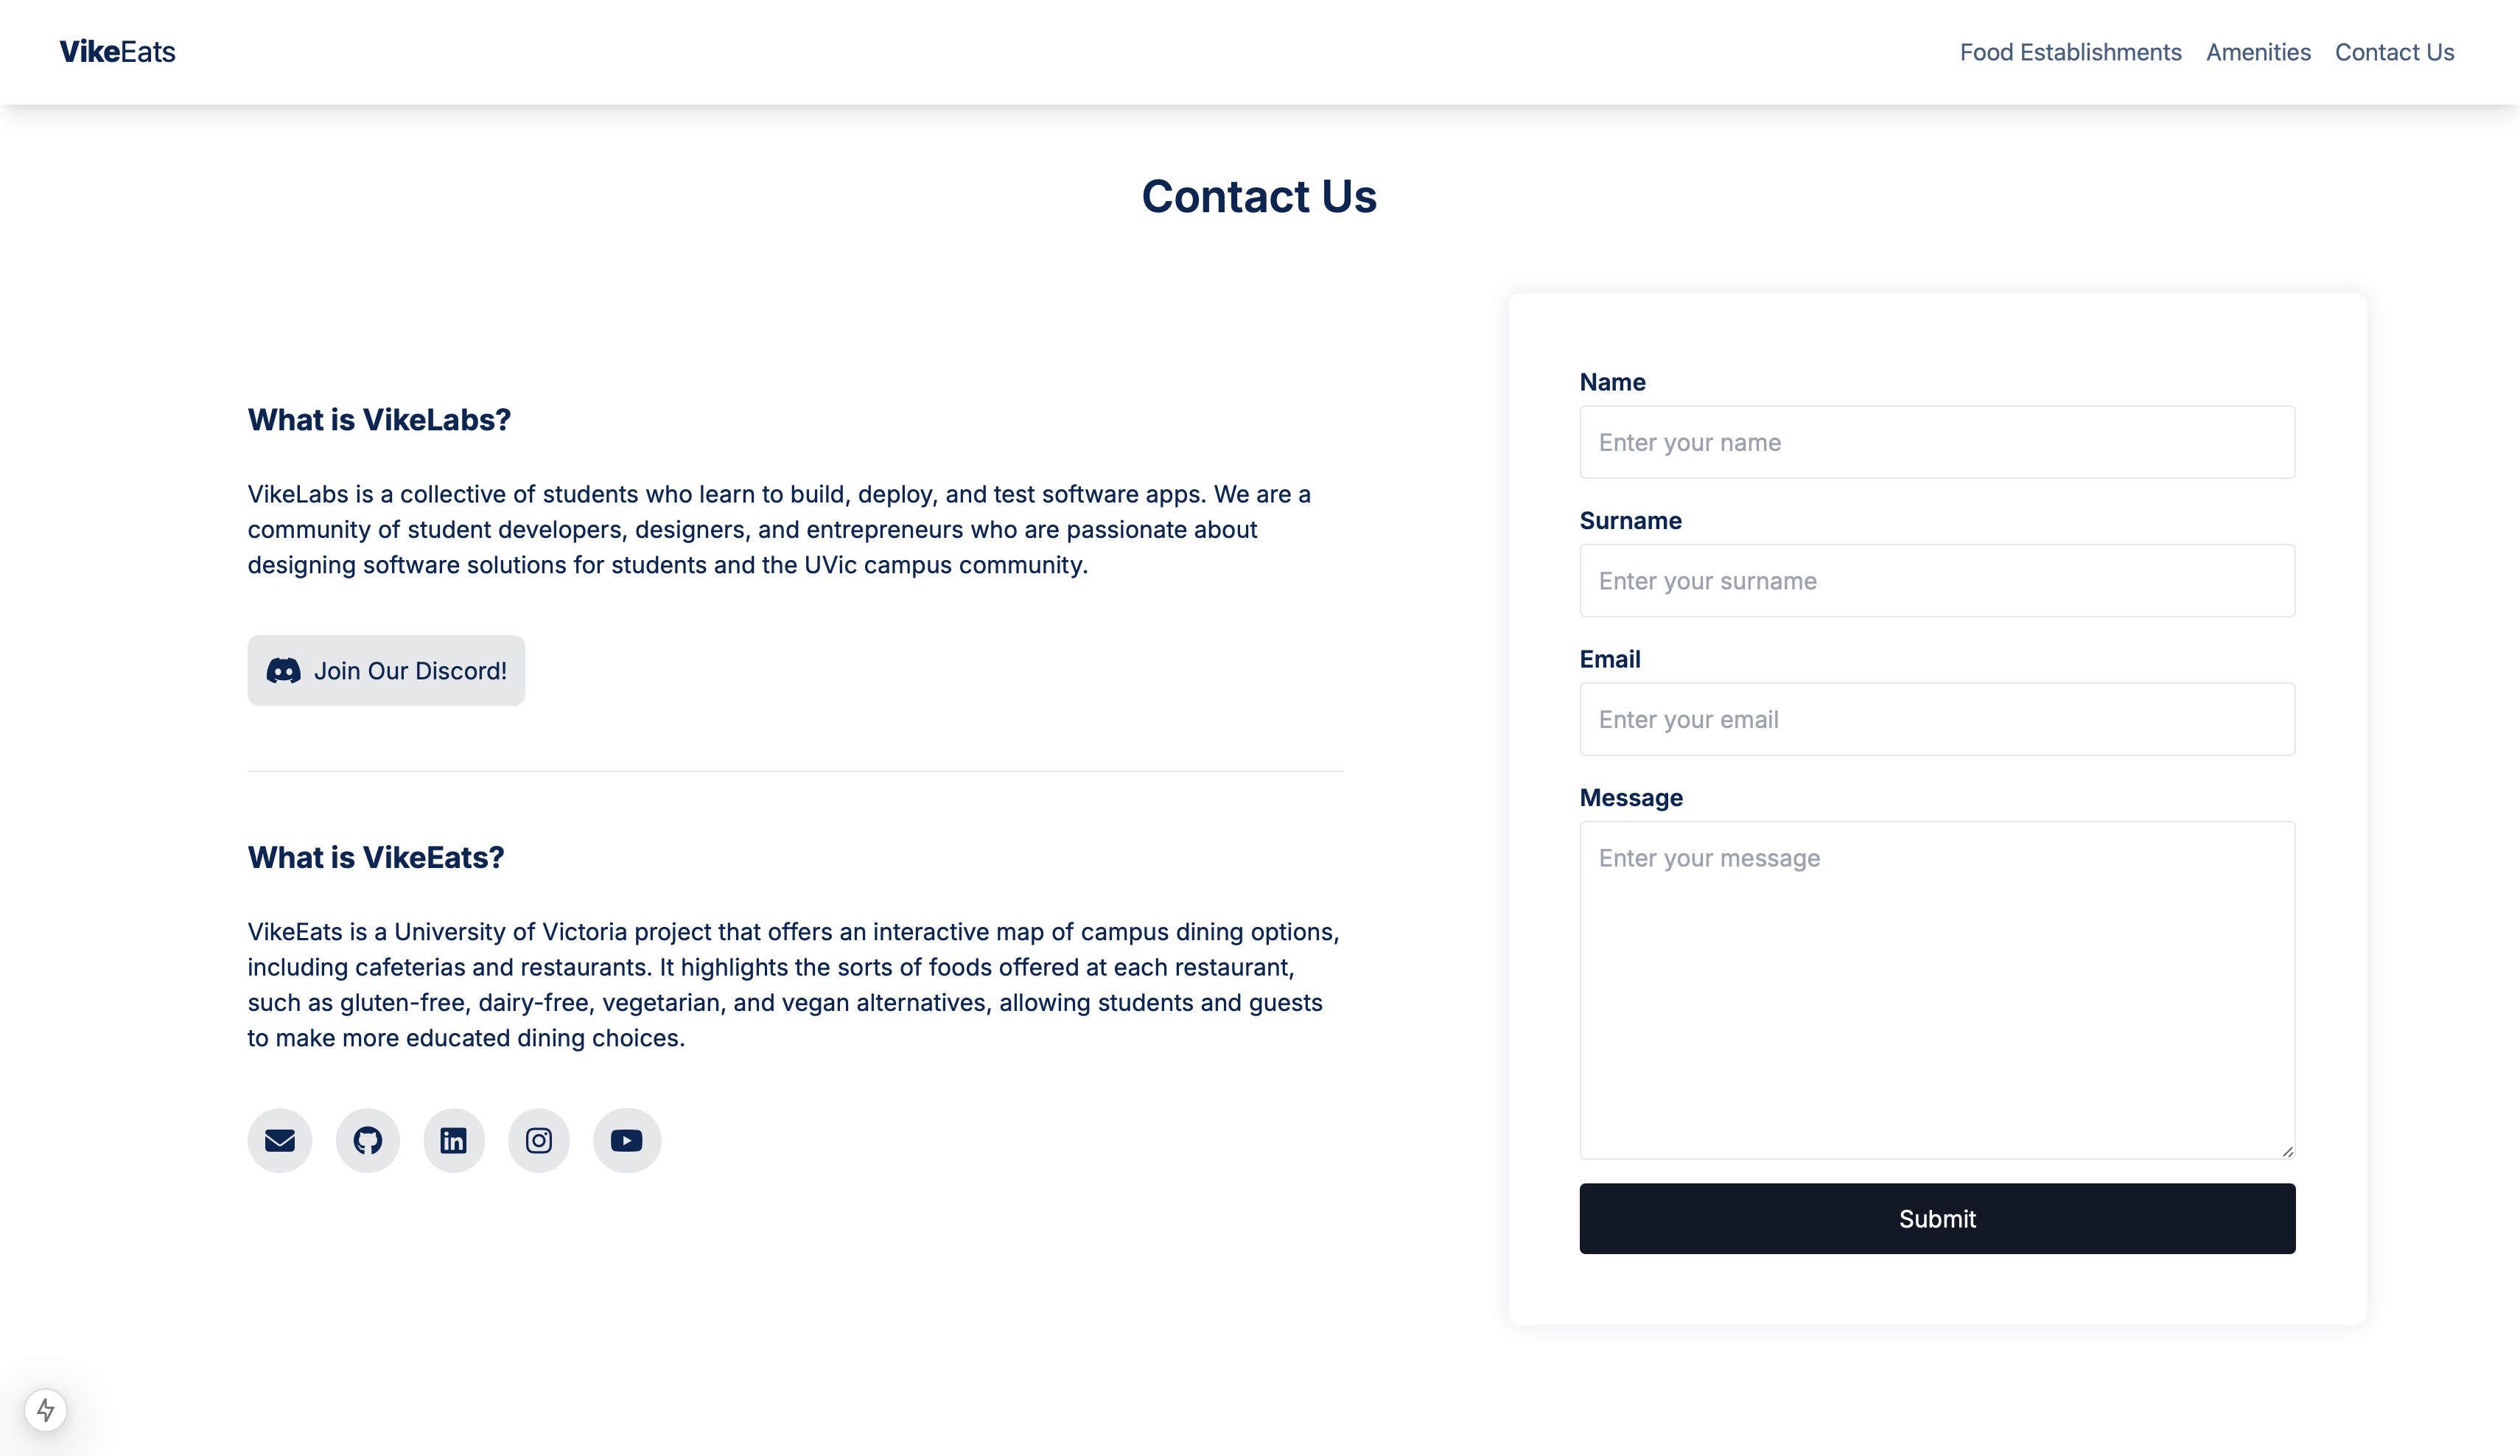 VikeEats
Food Establishments Amenities Contact Us
Contact Us
What is VikeLabs?
VikeLabs is a collective of students who learn to build, deploy, and test software apps. We are a
community of student developers, designers, and entrepreneurs who are passionate about
designing software solutions for students and the UVic campus community.
Join Our Discord!
What is VikeEats?
VikeEats is a University of Victoria project that offers an interactive map of campus dining options,
including cafeterias and restaurants. It highlights the sorts of foods offered at each restaurant,
such as gluten-free, dairy-free, vegetarian, and vegan alternatives, allowing students and guests
to make more educated dining choices.
Name
Enter your name
Surname
Enter your surname
Email
Enter your email
Message
Enter your message
Submit